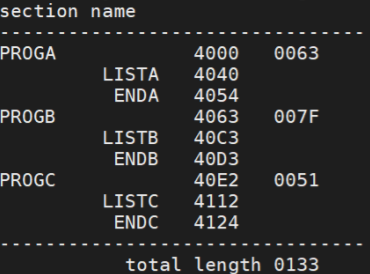 section name
---------------------------------
PROGA 4000 0063
LISTA 4040
ENDA 4054
PROGB 4063 007F
LISTB 40C3
ENDB 40D3
PROGC 40E2 0051
LISTC 4112
ENDC 4124
---------------------------------
total length 0133